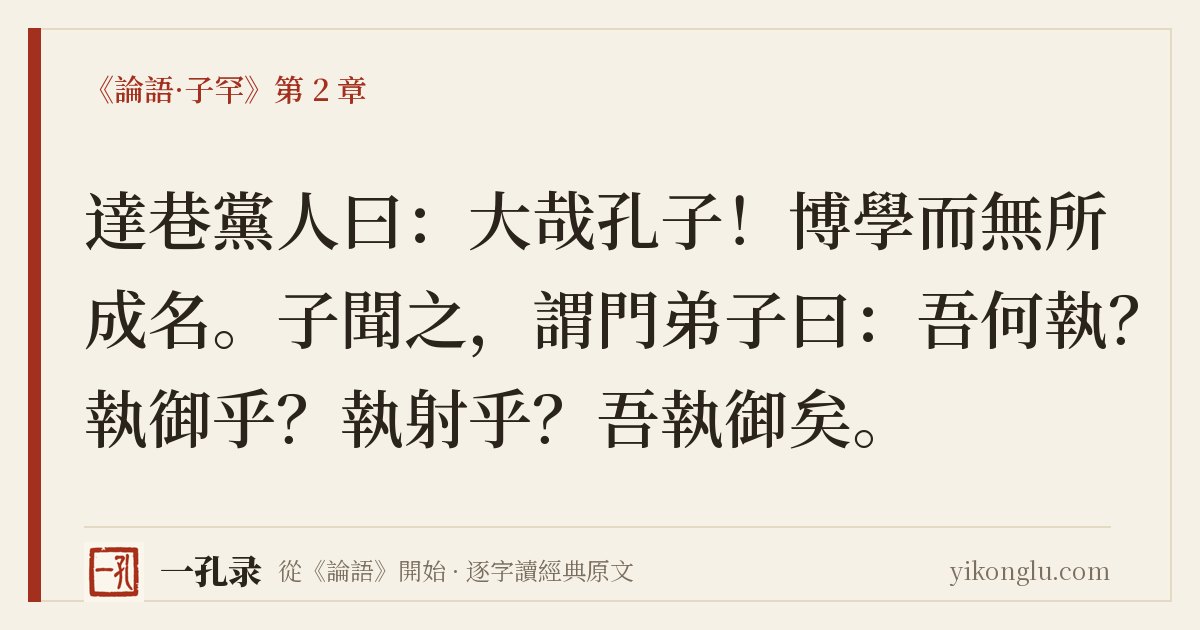 《論語·子罕》第 2 章
達巷黨人曰：大哉孔子！博學而無所
成名。子聞之，謂門弟子曰：吾何執？
執御乎？執射乎？吾執御矣。
一孔
一孔录 從《論語》開始 · 逐字讀經典原文 yikonglu.com